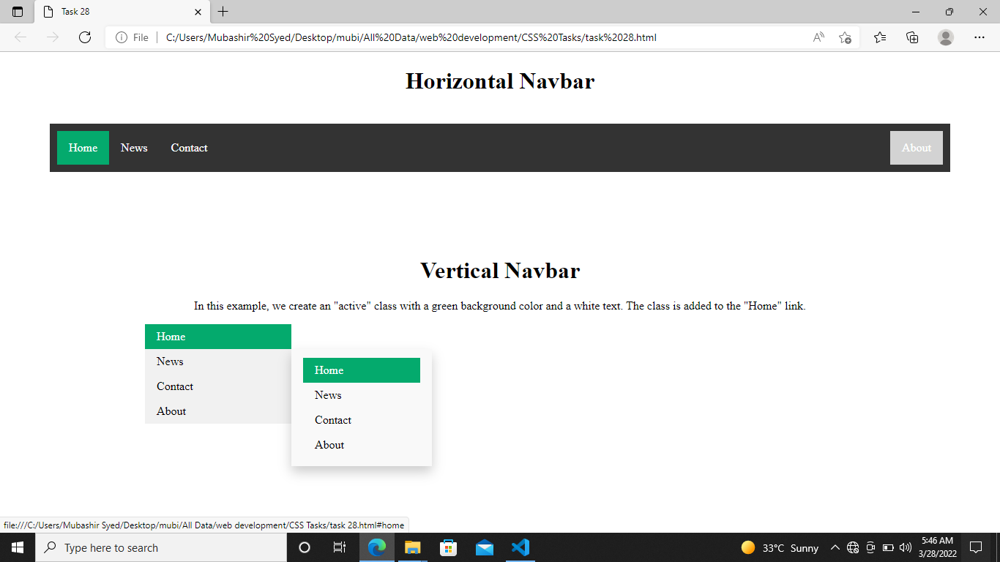 Task 28
File
C:/Users/Mubashir%20Syed/Desktop/mubi/All%20Data/web%20development/CSS%20Tasks/task%2028.html
Horizontal Navbar
Home News Contact About
Vertical Navbar
In this example, we create an "active" class with a green background color and a white text. The class is added to the "Home" link.
Home
News
Contact
About
Home
News
Contact
About
file:///C:/Users/Mubashir Syed/Desktop/mubi/All Data/web development/CSS Tasks/task 28.html#home
Type here to search
33°C Sunny
5:46 AM
3/28/2022